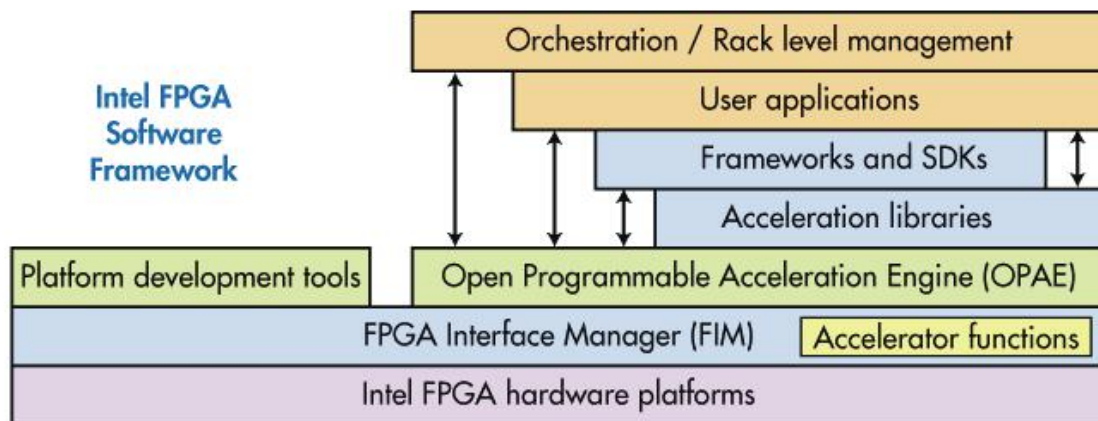 Orchestration / Rack level management
Intel FPGA
Software
Framework
User applications
Frameworks and SDKs
Acceleration libraries
Platform development tools
Open Programmable Acceleration Engine (OPAE)
FPGA Interface Manager (FIM)
Accelerator functions
Intel FPGA hardware platforms